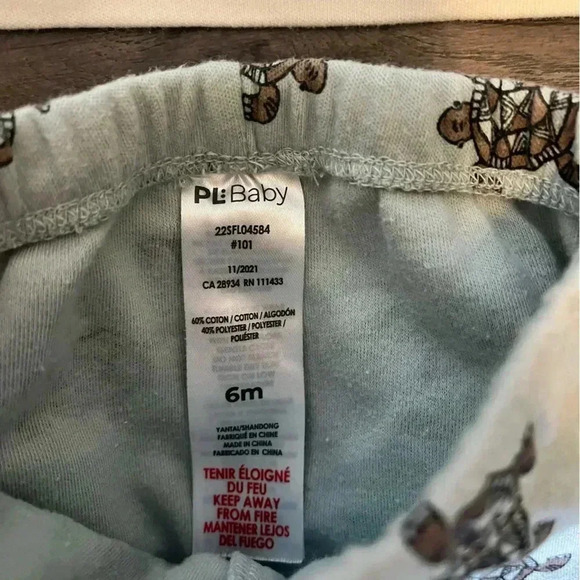 PL Baby
22SFL04584
#101
11/2021
CA 28934 RN 111433
60% COTTON / COTTON / ALGODÓN
40% POLYESTER / POLYESTER /
POLIÉSTER
6m
YANTAI/SHANDONG
FABRIQUÉ EN CHINE
MADE IN CHINA
FABRICADO EN CHINA
TENIR ÉLOIGNÉ
DU FEU
KEEP AWAY
FROM FIRE
MANTENER LEJOS
DEL FUEGO